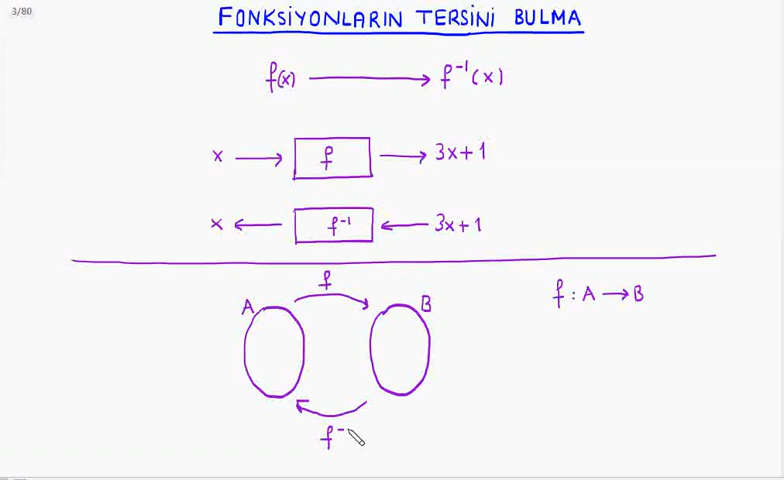 3/80
FONKSİYONLARIN TERSİNİ BULMA
f(x) → f⁻¹(x)
x → f → 3x+1
x ← f⁻¹ ← 3x+1
f
A B f : A → B
f⁻